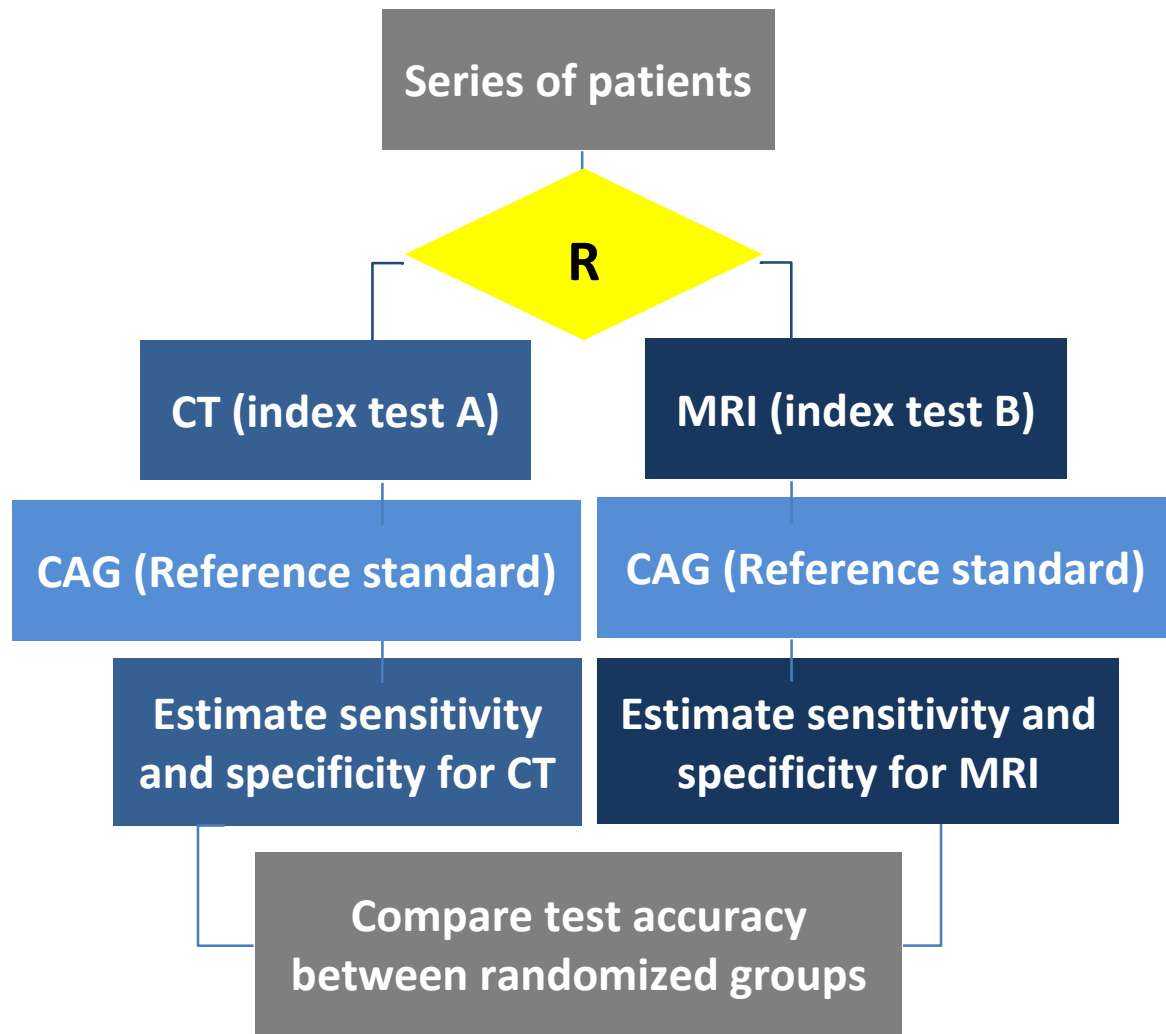 Series of patients
R
CT (index test A)
MRI (index test B)
CAG (Reference standard)
CAG (Reference standard)
Estimate sensitivity
and specificity for CT
Estimate sensitivity and
specificity for MRI
Compare test accuracy
between randomized groups